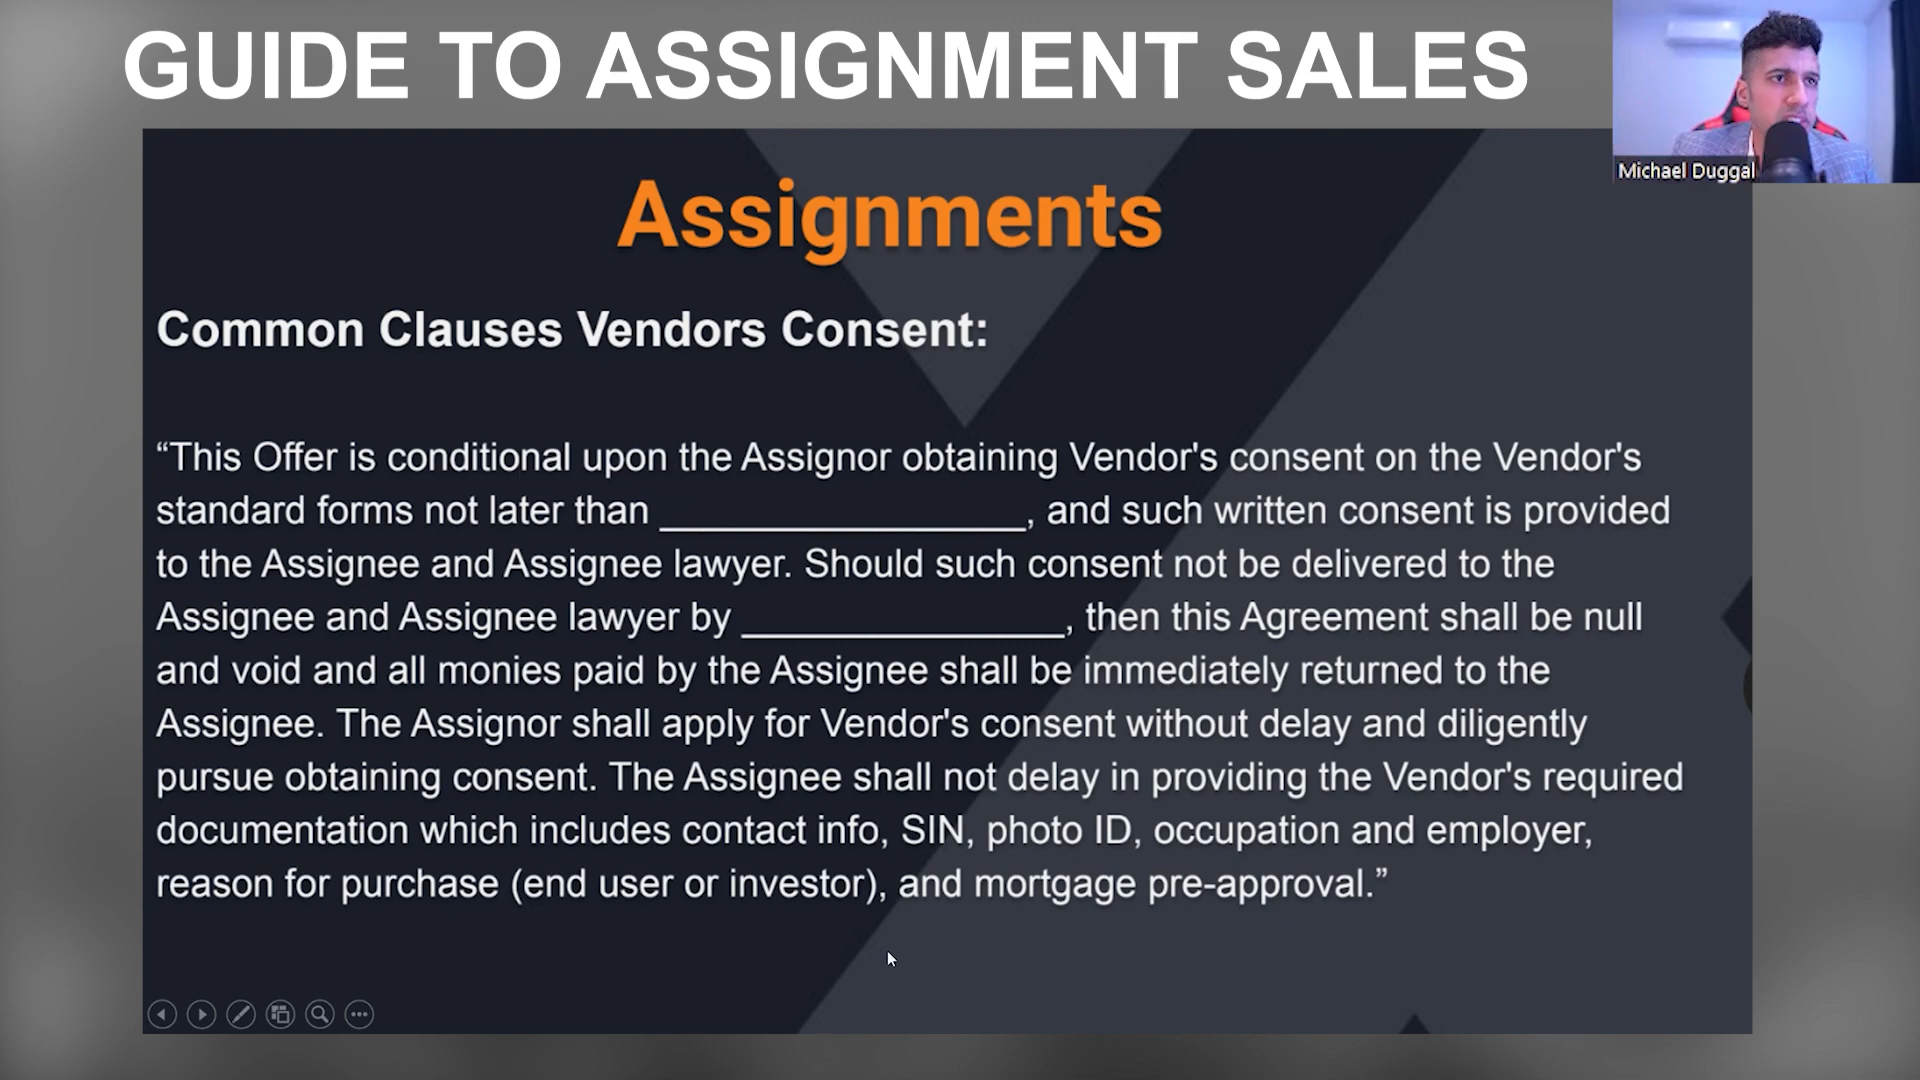 GUIDE TO ASSIGNMENT SALES
Michael Duggal
Assignments
Common Clauses Vendors Consent:
“This Offer is conditional upon the Assignor obtaining Vendor's consent on the Vendor's
standard forms not later than _________________, and such written consent is provided
to the Assignee and Assignee lawyer. Should such consent not be delivered to the
Assignee and Assignee lawyer by _______________, then this Agreement shall be null
and void and all monies paid by the Assignee shall be immediately returned to the
Assignee. The Assignor shall apply for Vendor's consent without delay and diligently
pursue obtaining consent. The Assignee shall not delay in providing the Vendor's required
documentation which includes contact info, SIN, photo ID, occupation and employer,
reason for purchase (end user or investor), and mortgage pre-approval.”